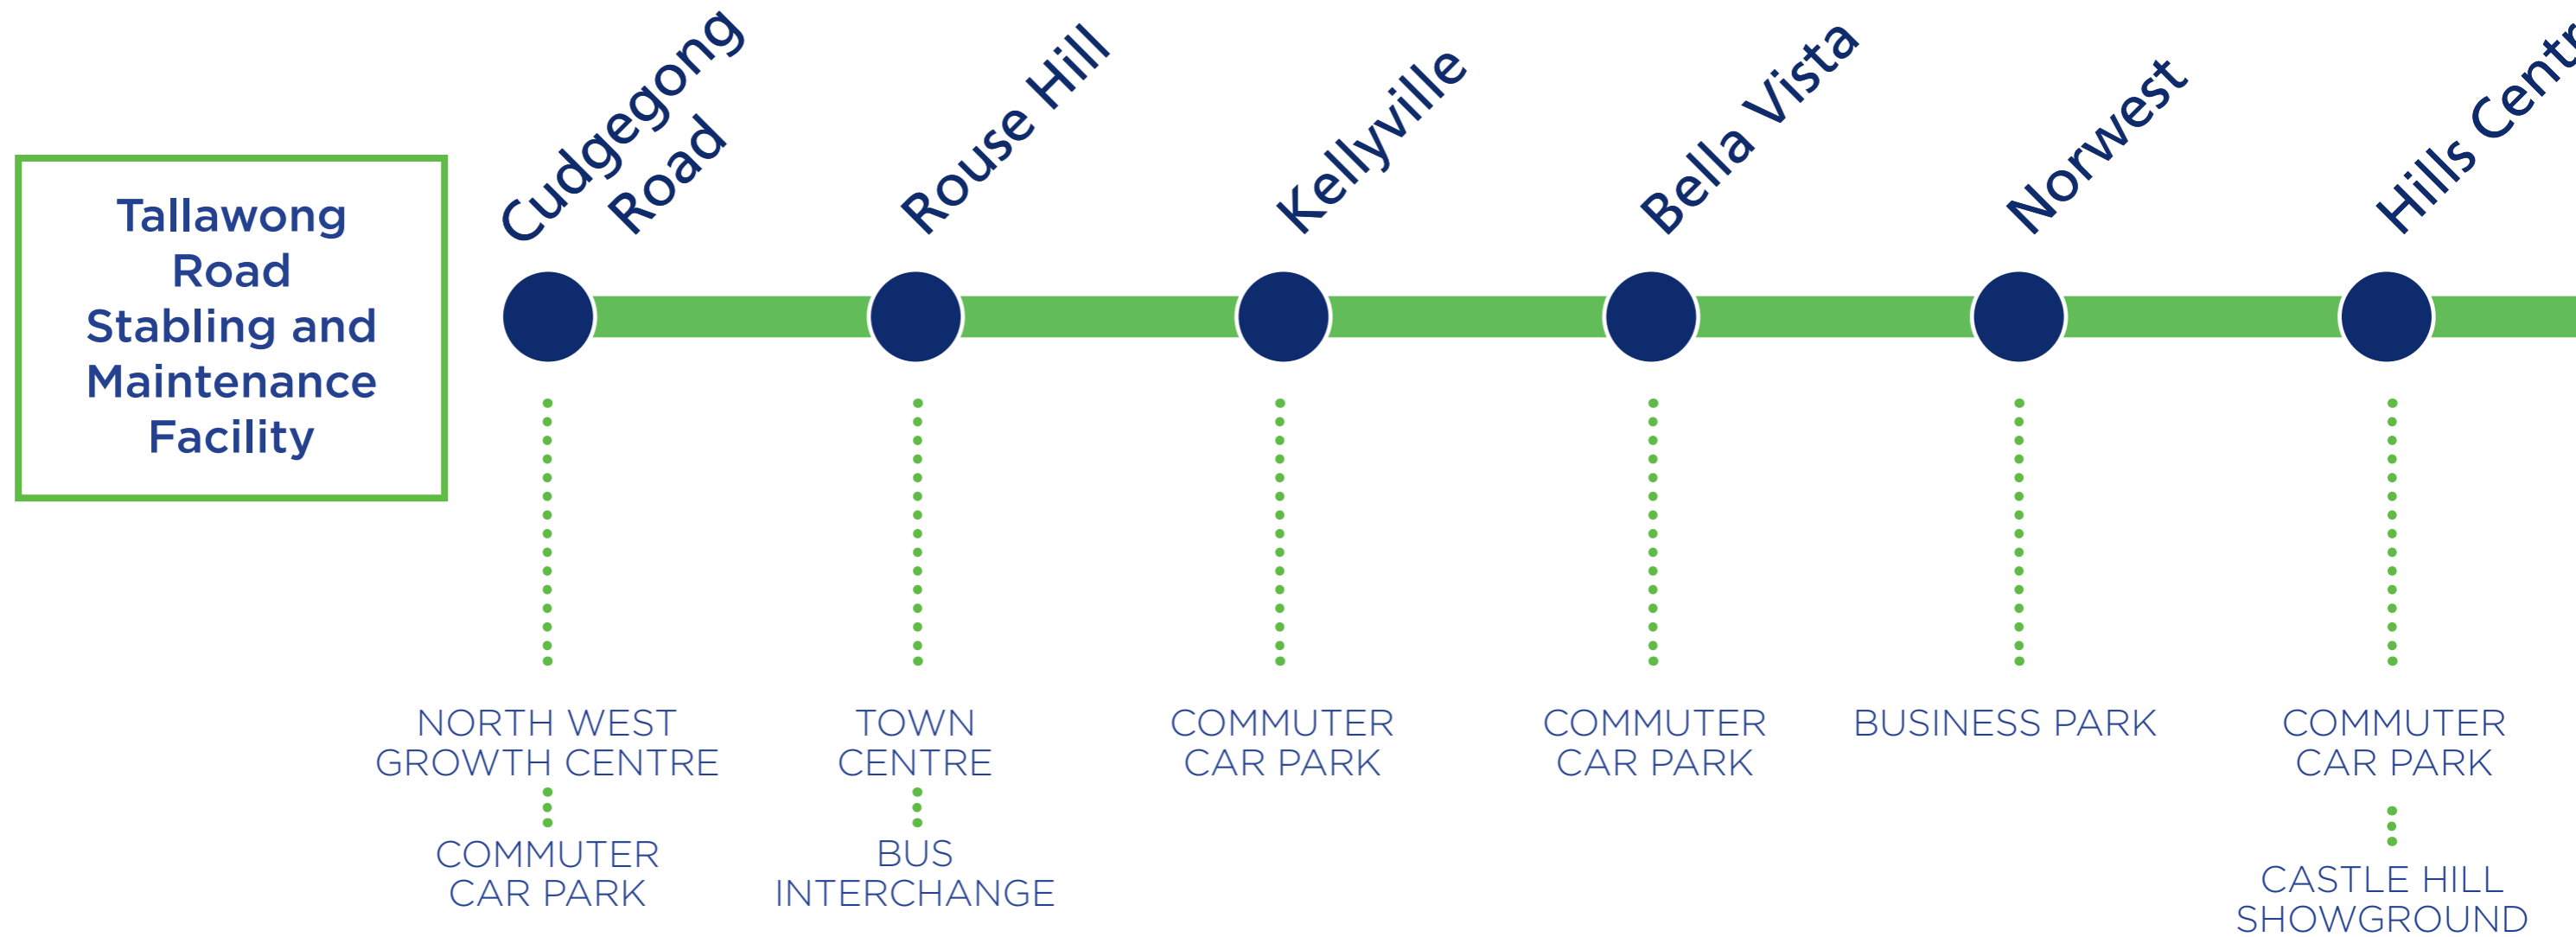 Tallawong
Road
Stabling and
Maintenance
Facility
Cudgegong
Road
Rouse Hill
Kellyville
Bella Vista
Norwest
Hills
NORTH WEST
GROWTH CENTRE
COMMUTER
CAR PARK
TOWN
CENTRE
BUS
INTERCHANGE
COMMUTER
CAR PARK
COMMUTER
CAR PARK
BUSINESS PARK
COMMUTER
CAR PARK
CASTLE HILL
SHOWGROUND